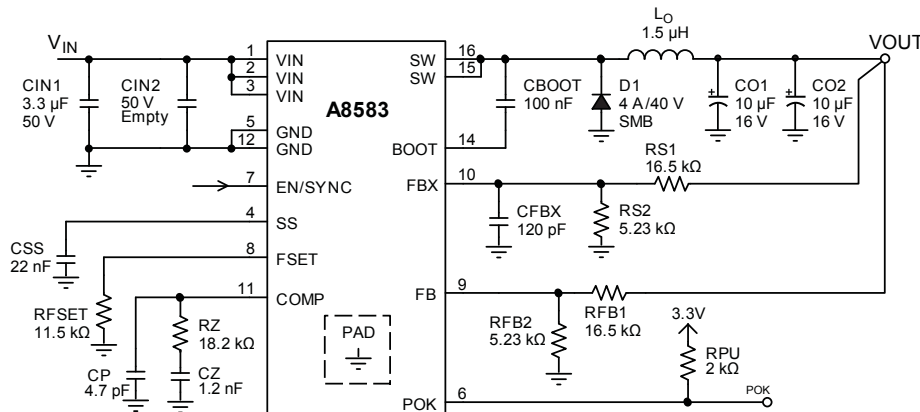 VIN
CIN1
3.3 µF
50 V
CIN2
50 V
Empty
1
2
3
5
12
7
4
8
11
VIN
VIN
VIN
GND
GND
EN/SYNC
SS
FSET
COMP
A8583
PAD
SW
SW
BOOT
FBX
FB
POK
16
15
14
10
9
6
CSS
22 nF
RFSET
11.5 kΩ
RZ
18.2 kΩ
CP
4.7 pF
CZ
1.2 nF
CBOOT
100 nF
D1
4 A/40 V
SMB
LO
1.5 µH
VOUT
CO1
10 µF
16 V
CO2
10 µF
16 V
RS1
16.5 kΩ
CFBX
120 pF
RS2
5.23 kΩ
RFB1
16.5 kΩ
RFB2
5.23 kΩ
3.3V
RPU
2 kΩ
POK